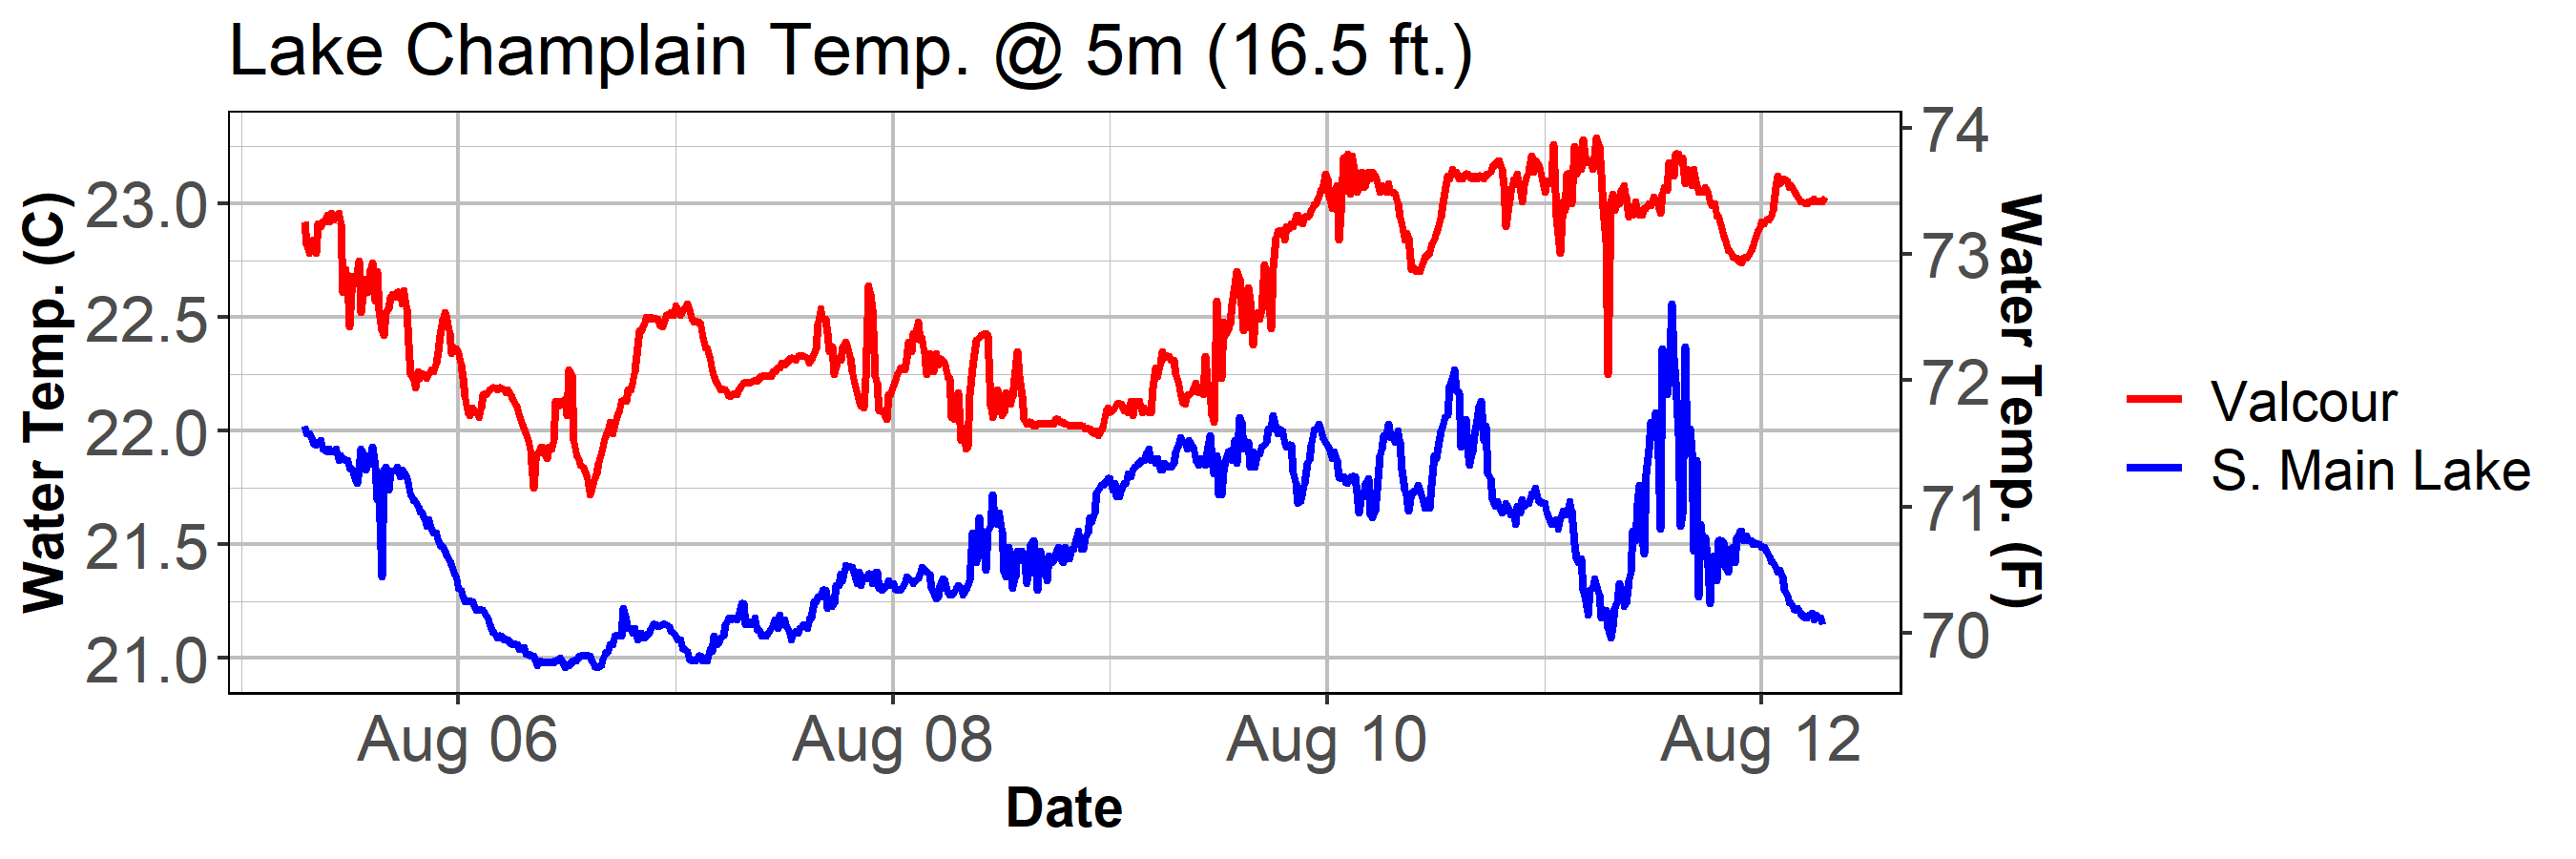 Lake Champlain Temp. @ 5m (16.5 ft.)
Water Temp. (C)
23.0
22.5
22.0
21.5
21.0
74
73
72
71
70
Water Temp. (F)
Aug 06
Aug 08
Aug 10
Aug 12
Date
Valcour
S. Main Lake